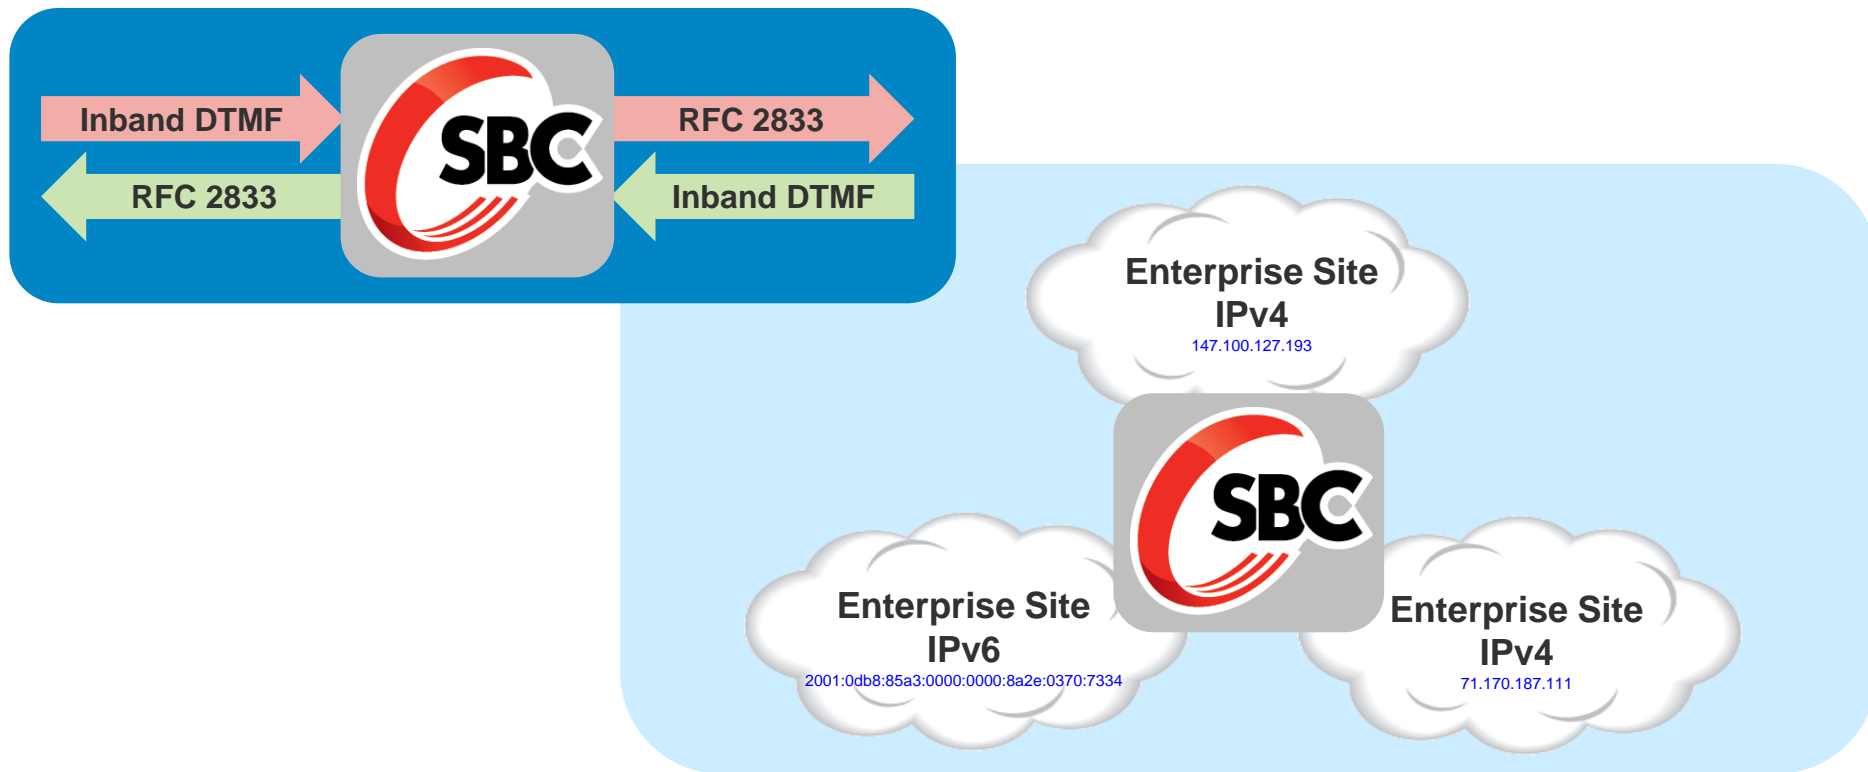 Inband DTMF
SBC
RFC 2833
RFC 2833
Inband DTMF
Enterprise Site
IPv4
147.100.127.193
SBC
Enterprise Site
IPv6
2001:0db8:85a3:0000:0000:8a2e:0370:7334
Enterprise Site
IPv4
71.170.187.111